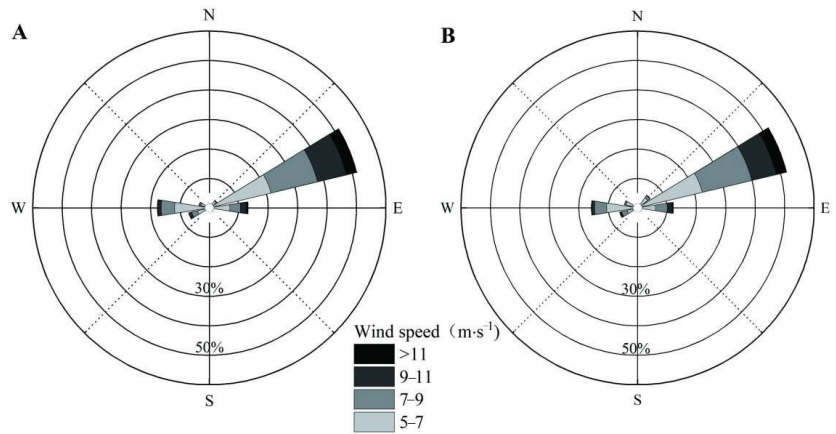 A
N
W
E
30%
50%
S
B
N
W
E
30%
50%
S
Wind speed（m·s⁻¹）
>11
9–11
7–9
5–7